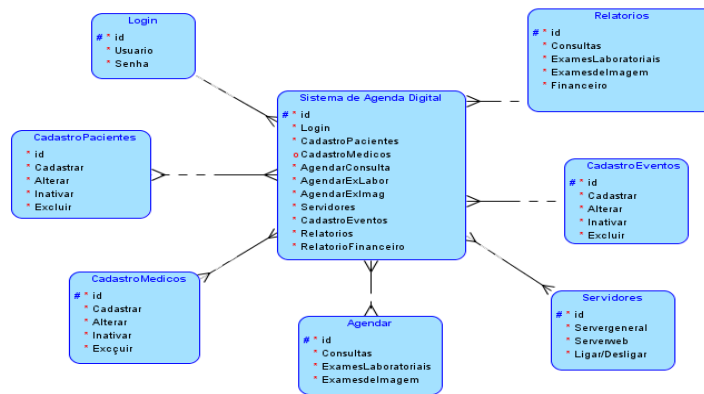 Login
# * id
* Usuario
* Senha
Relatorios
# * id
* Consultas
* ExamesLaboratoriais
* ExamesdeImagem
* Financeiro
Sistema de Agenda Digital
# * id
* Login
* CadastroPacientes
o CadastroMedicos
* AgendarConsulta
* AgendarExLabor
* AgendarExImag
* Servidores
* CadastroEventos
* Relatorios
* RelatorioFinanceiro
CadastroPacientes
* id
* Cadastrar
* Alterar
* Inativar
* Excluir
CadastroEventos
# * id
* Cadastrar
* Alterar
* Inativar
* Excluir
CadastroMedicos
# * id
* Cadastrar
* Alterar
* Inativar
* Excçuir
Agendar
# * id
* Consultas
* ExamesLaboratoriais
* ExamesdeImagem
Servidores
# * id
* Servergeneral
* Serverweb
* Ligar/Desligar